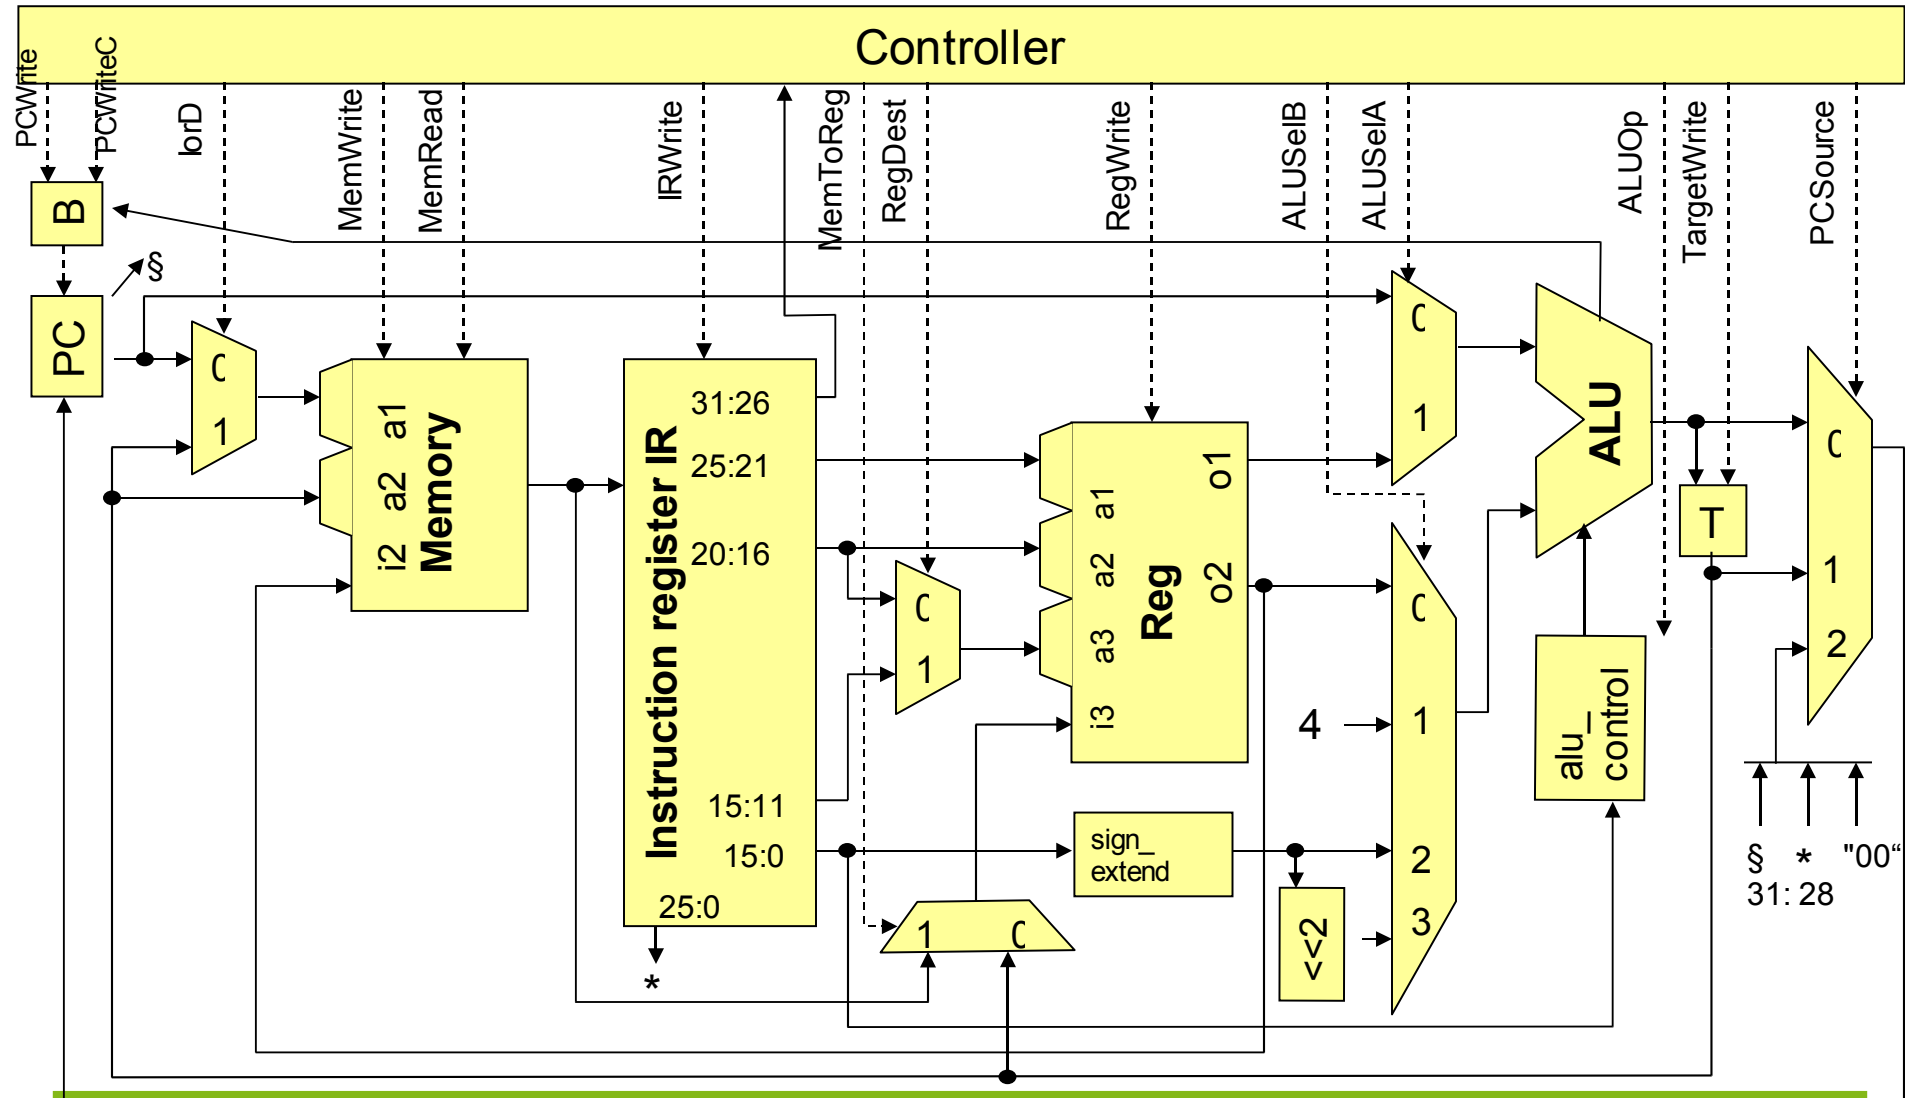 Controller
PCWrite
PCWriteC
IorD
MemWrite
MemRead
IRWrite
MemToReg
RegDest
RegWrite
ALUSelB
ALUSelA
ALUOp
TargetWrite
PCSource
B
§
PC
0
1
a1
a2
i2
Memory
Instruction register IR
31:26
25:21
20:16
15:11
15:0
25:0
*
0
1
a1
a2
a3
i3
o1
o2
Reg
1
0
sign_
extend
<<2
4
0
1
0
1
2
3
ALU
alu_
control
T
0
1
2
§ * "00“
31: 28